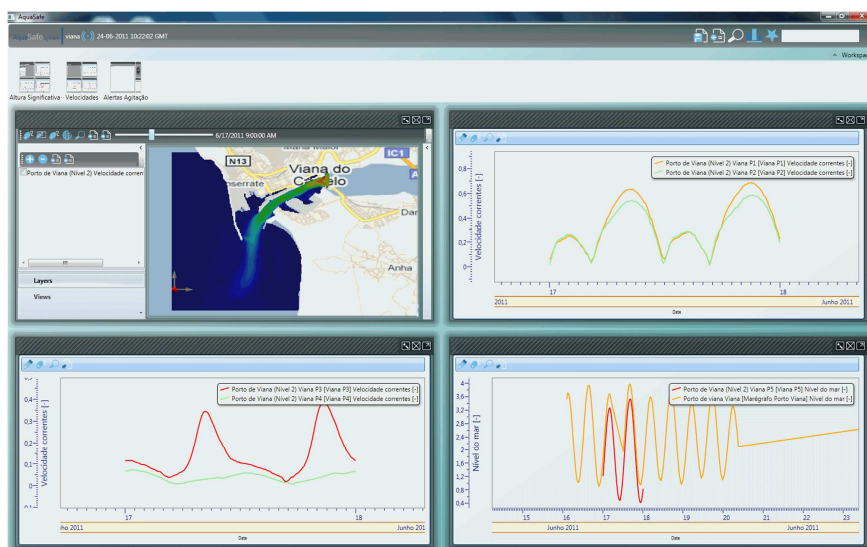 AquaSafe
AquaSafe System viana 24-06-2011 10:22:02 GMT
Workspa
Altura Significativa Velocidades Alertas Agitação
6/17/2011 9:00:00 AM
Porto de Viana (Nível 2) Velocidade corren
Layers
Views
N13
IC1
Viana do
Castelo
Dar
Anha
Porto de Viana (Nível 2) Viana P1 [Viana P1] Velocidade correntes [-]
Porto de Viana (Nível 2) Viana P2 [Viana P2] Velocidade correntes [-]
Velocidade correntes [-]
0,8
0,6
0,4
0,2
0
17 18
2011 Junho 2011
Date
Porto de Viana (Nível 2) Viana P3 [Viana P3] Velocidade correntes [-]
Porto de Viana (Nível 2) Viana P4 [Viana P4] Velocidade correntes [-]
Velocidade correntes [-]
0,4
0,3
0,2
0,1
0
17 18
ho 2011 Junho 201
Date
Porto de Viana (Nível 2) Viana P5 [Viana P5] Nível do mar [-]
Porto de viana Viana [Marégrafo Porto Viana] Nível do mar [-]
Nível do mar [-]
4
3,6
3,2
2,8
2,4
2
1,6
1,2
0,8
0,4
15 16 17 18 19 20 21 22 23
Junho 2011 Junho 2011
Date